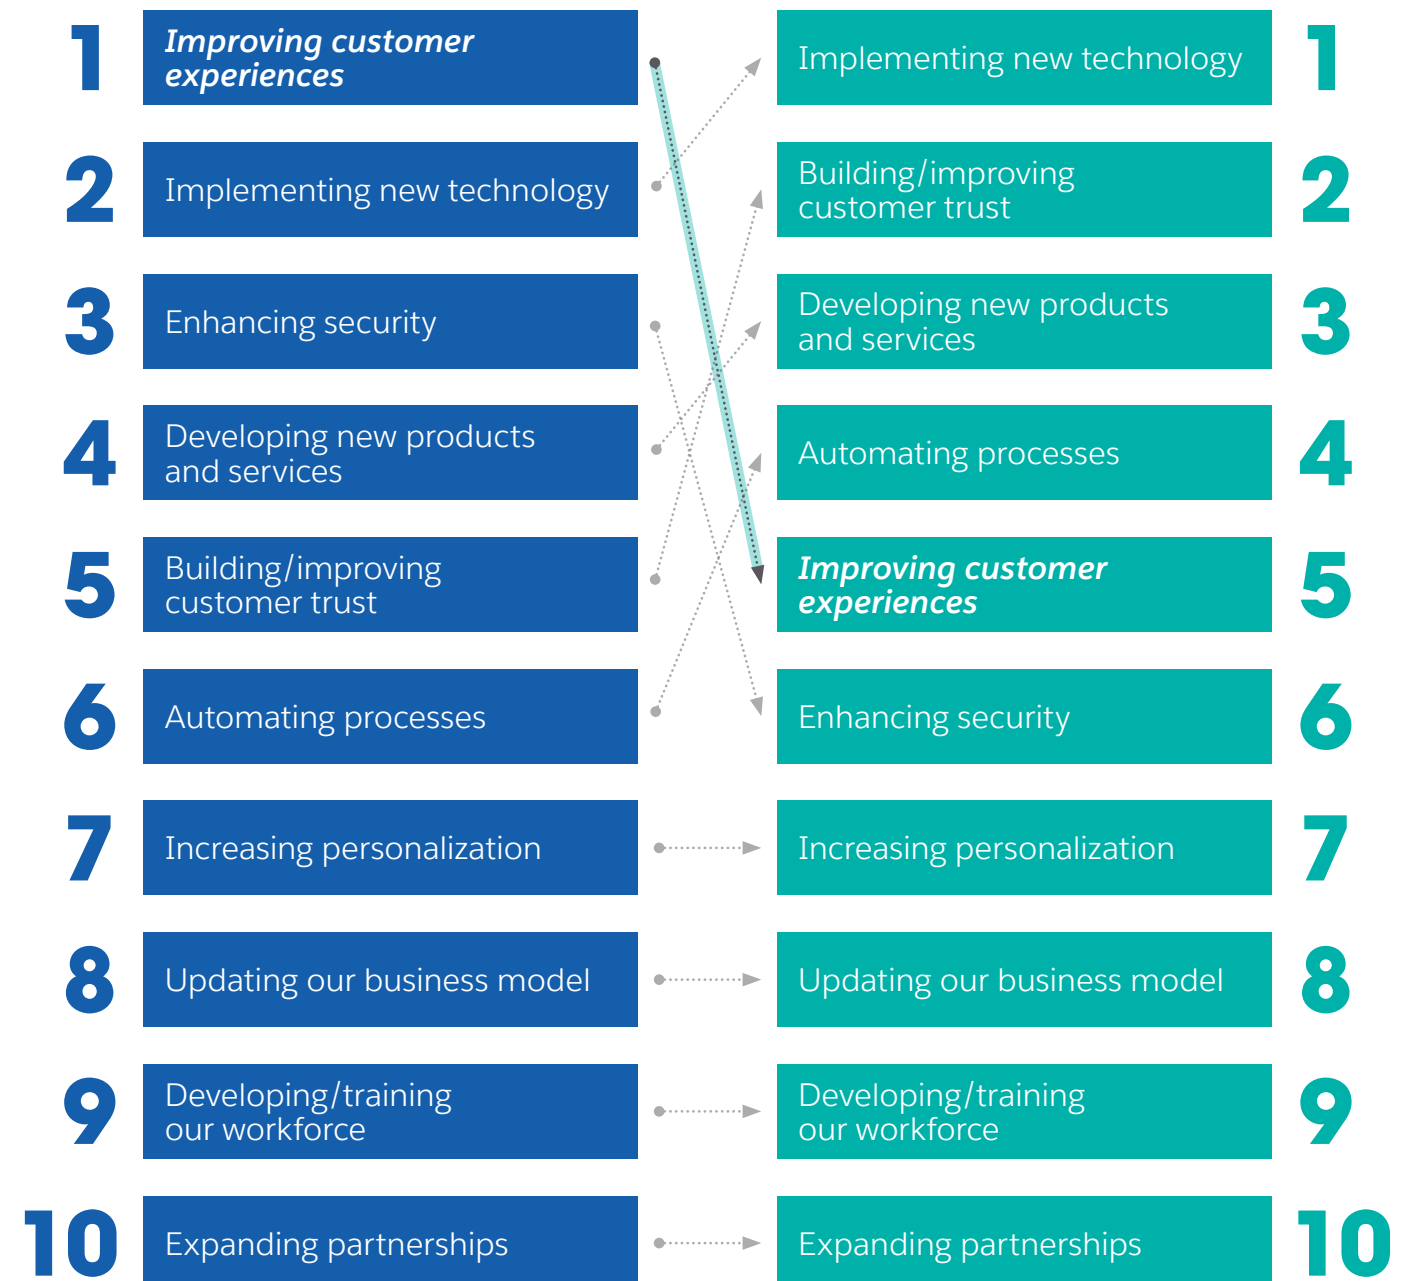 1
Improving customer
experiences
Implementing new technology
1
2
Implementing new technology
Building/improving
customer trust
2
3
Enhancing security
Developing new products
and services
3
4
Developing new products
and services
Automating processes
4
5
Building/improving
customer trust
Improving customer
experiences
5
6
Automating processes
Enhancing security
6
7
Increasing personalization
Increasing personalization
7
8
Updating our business model
Updating our business model
8
9
Developing/training
our workforce
Developing/training
our workforce
9
10
Expanding partnerships
Expanding partnerships
10